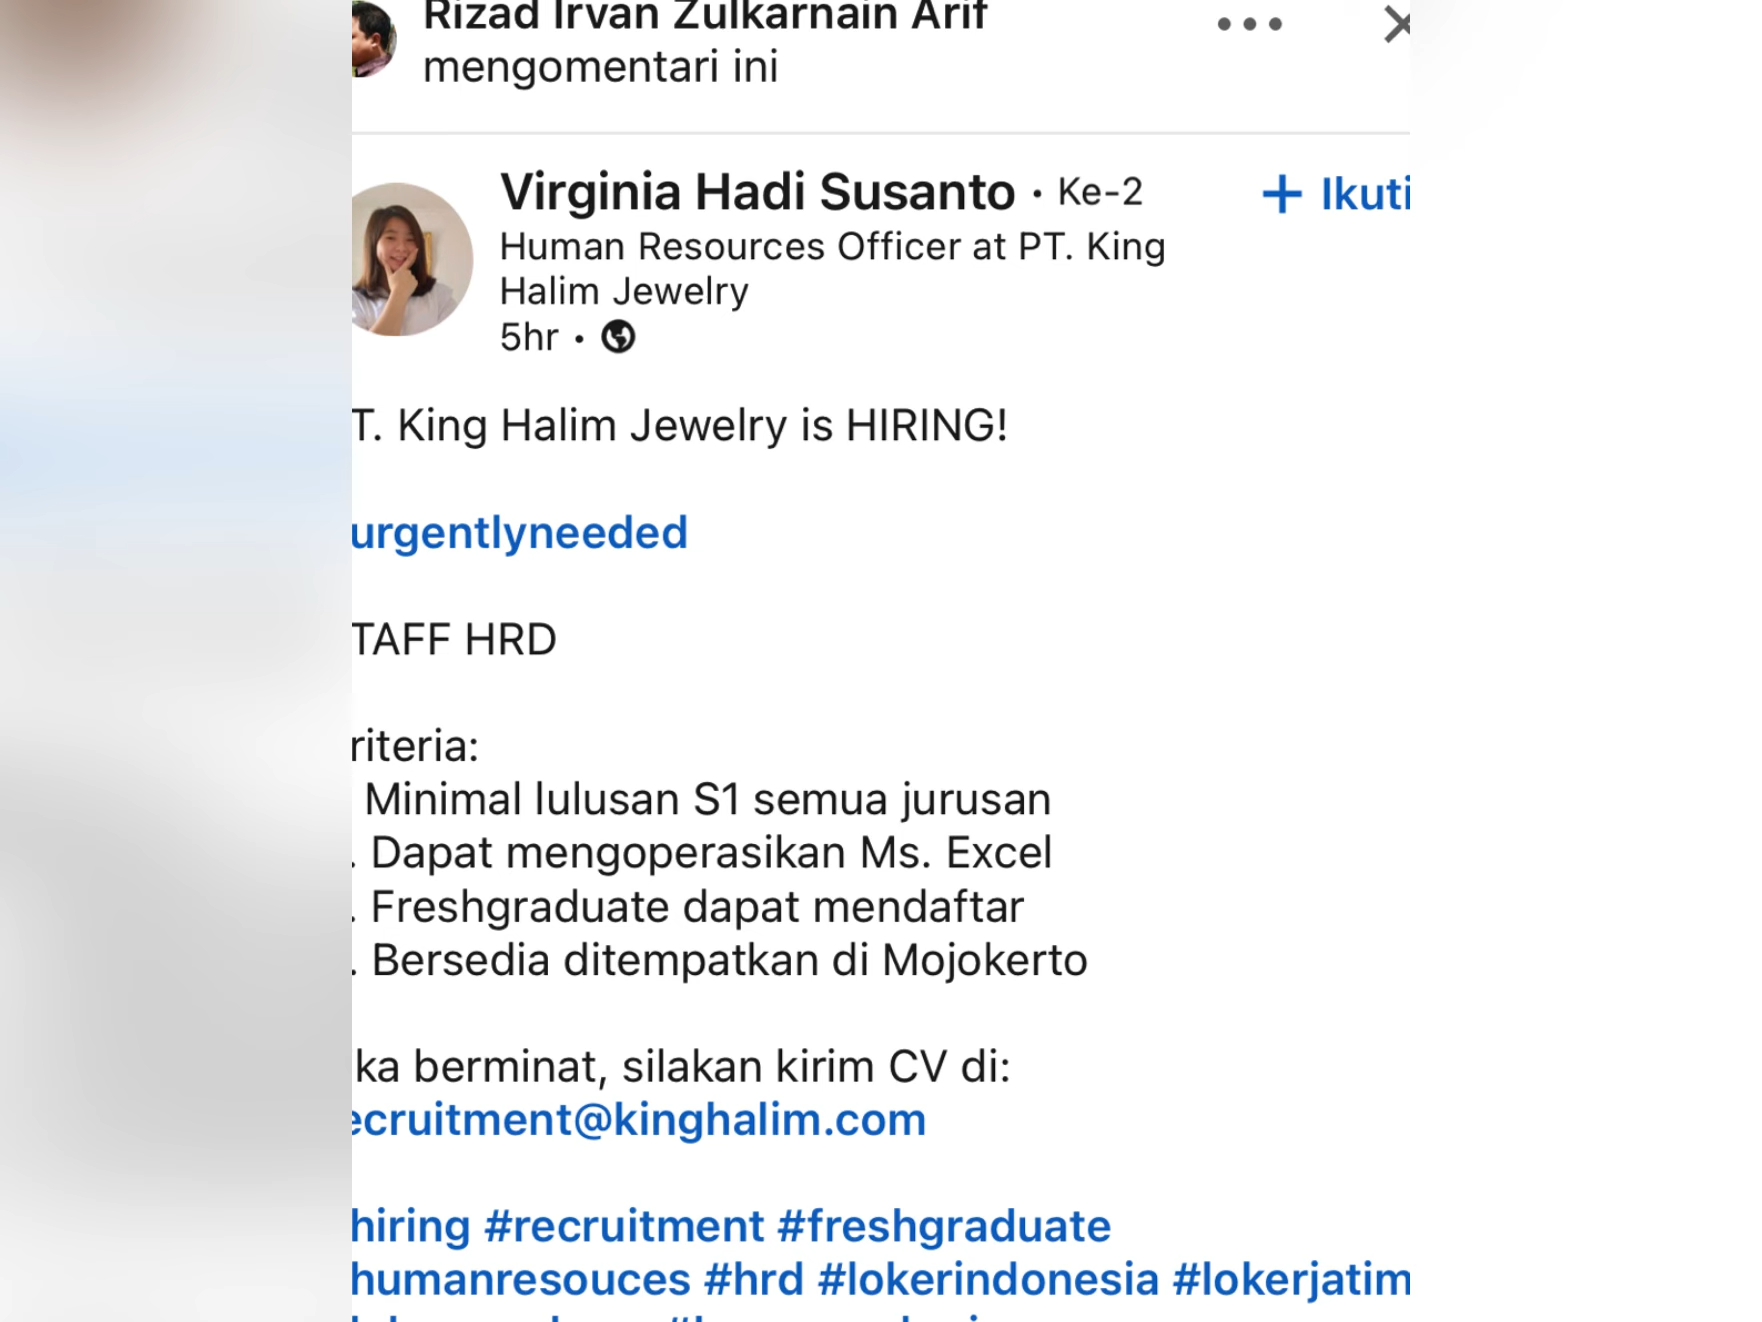 Rizad Irvan Zulkarnain Arif
mengomentari ini
Virginia Hadi Susanto • Ke-2
+ Ikuti
Human Resources Officer at PT. King
Halim Jewelry
5hr •
T. King Halim Jewelry is HIRING!
urgentlyneeded
TAFF HRD
riteria:
Minimal lulusan S1 semua jurusan
. Dapat mengoperasikan Ms. Excel
. Freshgraduate dapat mendaftar
. Bersedia ditempatkan di Mojokerto
ka berminat, silakan kirim CV di:
ecruitment@kinghalim.com
hiring #recruitment #freshgraduate
humanresouces #hrd #lokerindonesia #lokerjatim